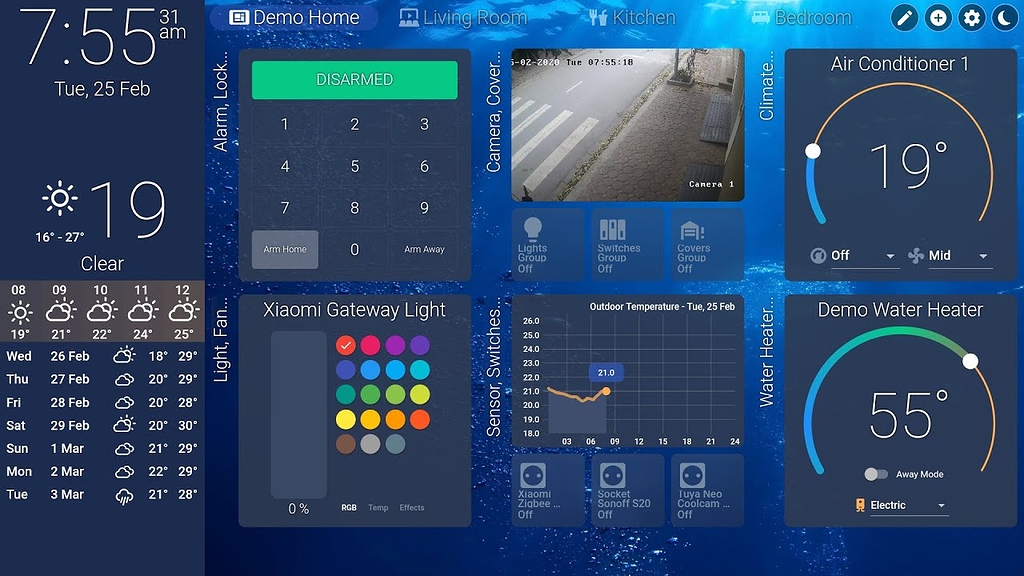 7:55 31 am
Tue, 25 Feb
19
16° - 27°
Clear
08 09 10 11 12
19° 21° 22° 24° 25°
Wed 26 Feb 18° 29°
Thu 27 Feb 20° 29°
Fri 28 Feb 20° 28°
Sat 29 Feb 20° 30°
Sun 1 Mar 21° 29°
Mon 2 Mar 22° 29°
Tue 3 Mar 21° 28°
Demo Home Living Room Kitchen Bedroom
Alarm, Lock...
DISARMED
1 2 3
4 5 6
7 8 9
Arm Home 0 Arm Away
Camera, Cover...
5-02-2020 Tue 07:55:18
Camera 1
Lights Group
Off
Switches Group
Off
Covers Group
Off
Climate...
Air Conditioner 1
19°
Off Mid
Light, Fan...
Xiaomi Gateway Light
0 %
RGB Temp Effects
Sensor, Switches...
Outdoor Temperature - Tue, 25 Feb
26.0
25.0
24.0
23.0
22.0
21.0
20.0
19.0
18.0
21.0
03 06 09 12 15 18 21 24
Xiaomi
Zigbee ...
Off
Socket
Sonoff S20
Off
Tuya Neo
Coolcam ...
Off
Water Heater...
Demo Water Heater
55°
Away Mode
Electric